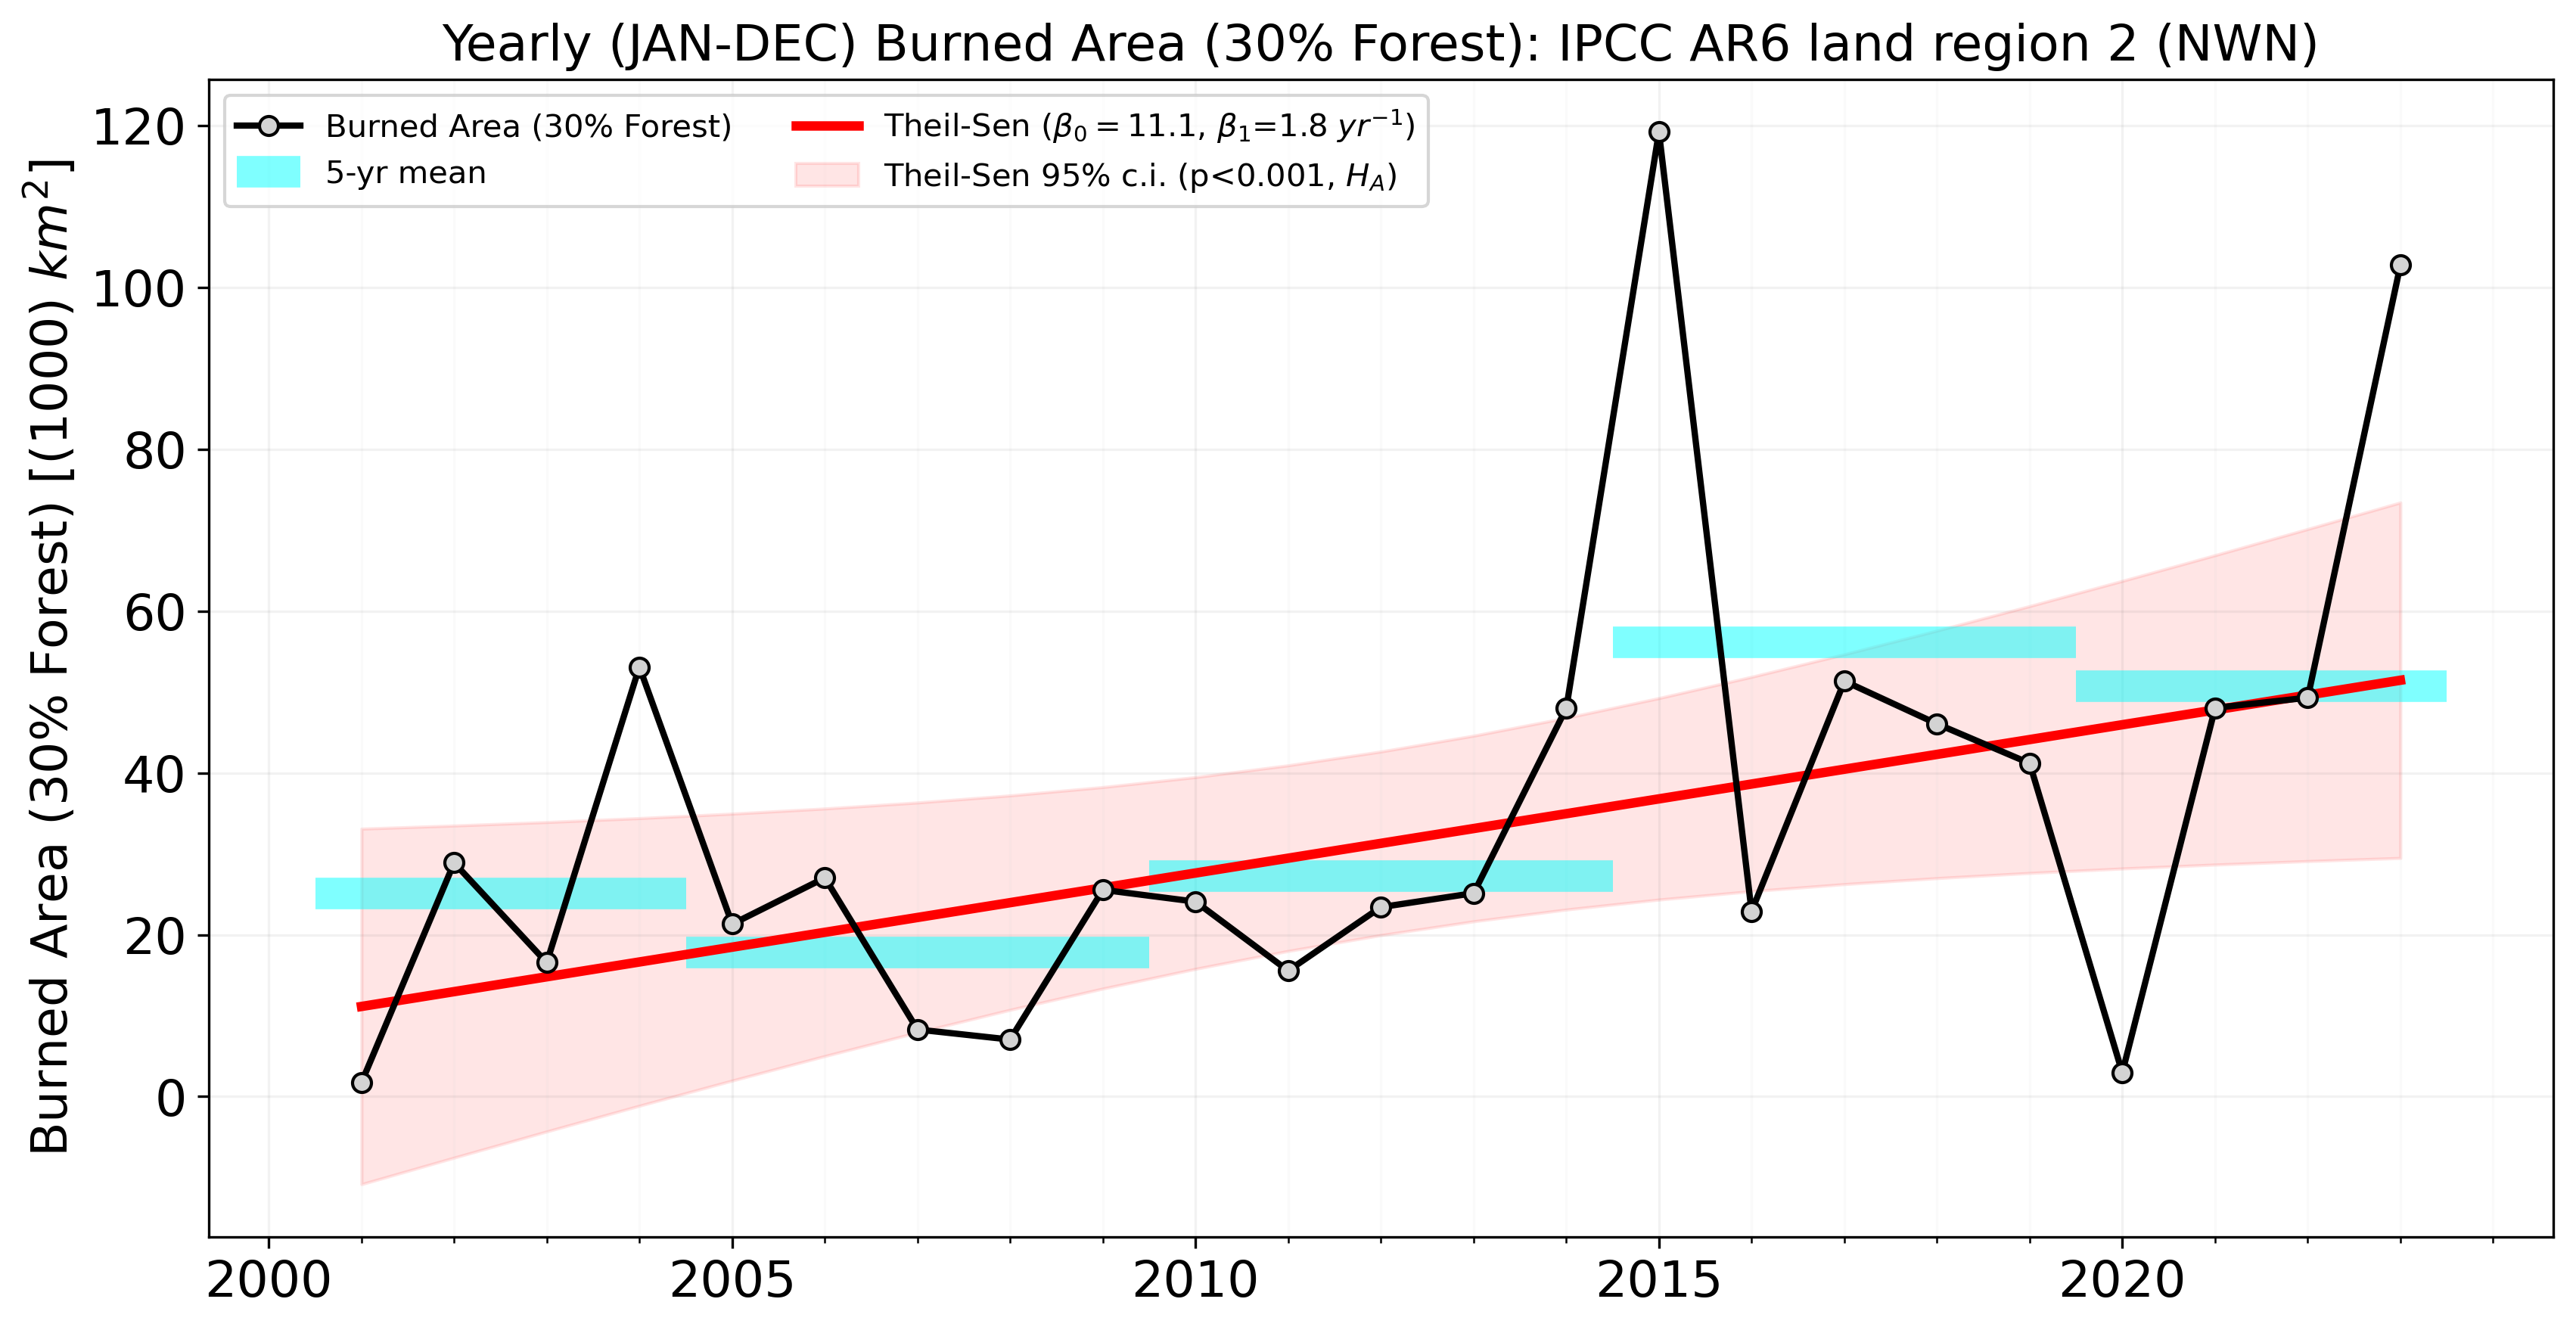 Yearly (JAN-DEC) Burned Area (30% Forest): IPCC AR6 land region 2 (NWN)
Burned Area (30% Forest) [(1000) km²]
120
100
80
60
40
20
0
Burned Area (30% Forest)
5-yr mean
Theil-Sen (β₀ = 11.1, β₁=1.8 yr⁻¹)
Theil-Sen 95% c.i. (p<0.001, H_A)
2000 2005 2010 2015 2020